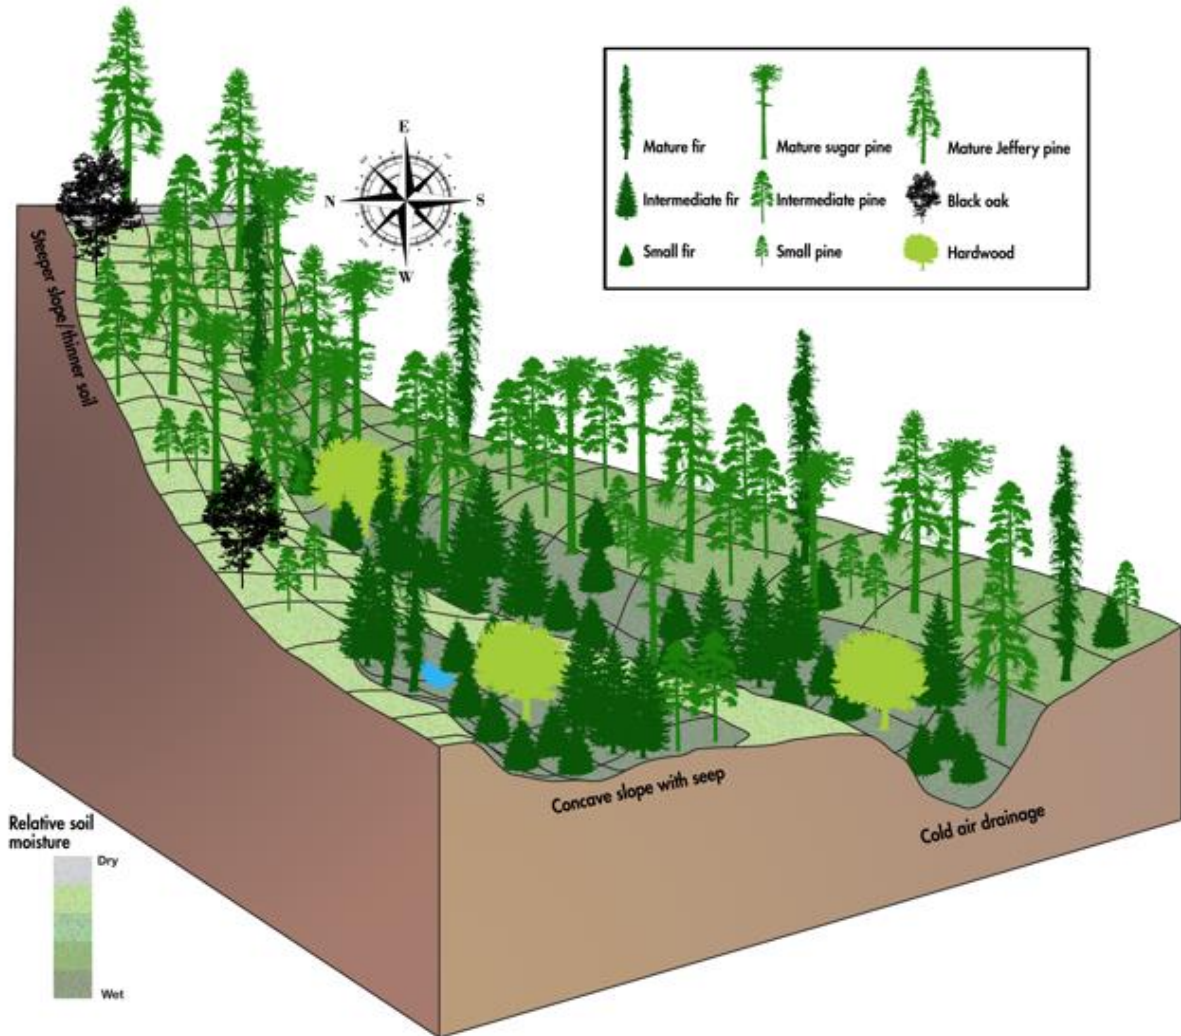 E
N
S
W
Mature fir
Mature sugar pine
Mature Jeffery pine
Intermediate fir
Intermediate pine
Black oak
Small fir
Small pine
Hardwood
Steeper slope/thinner soil
Concave slope with seep
Cold air drainage
Relative soil
moisture
Dry
Wet